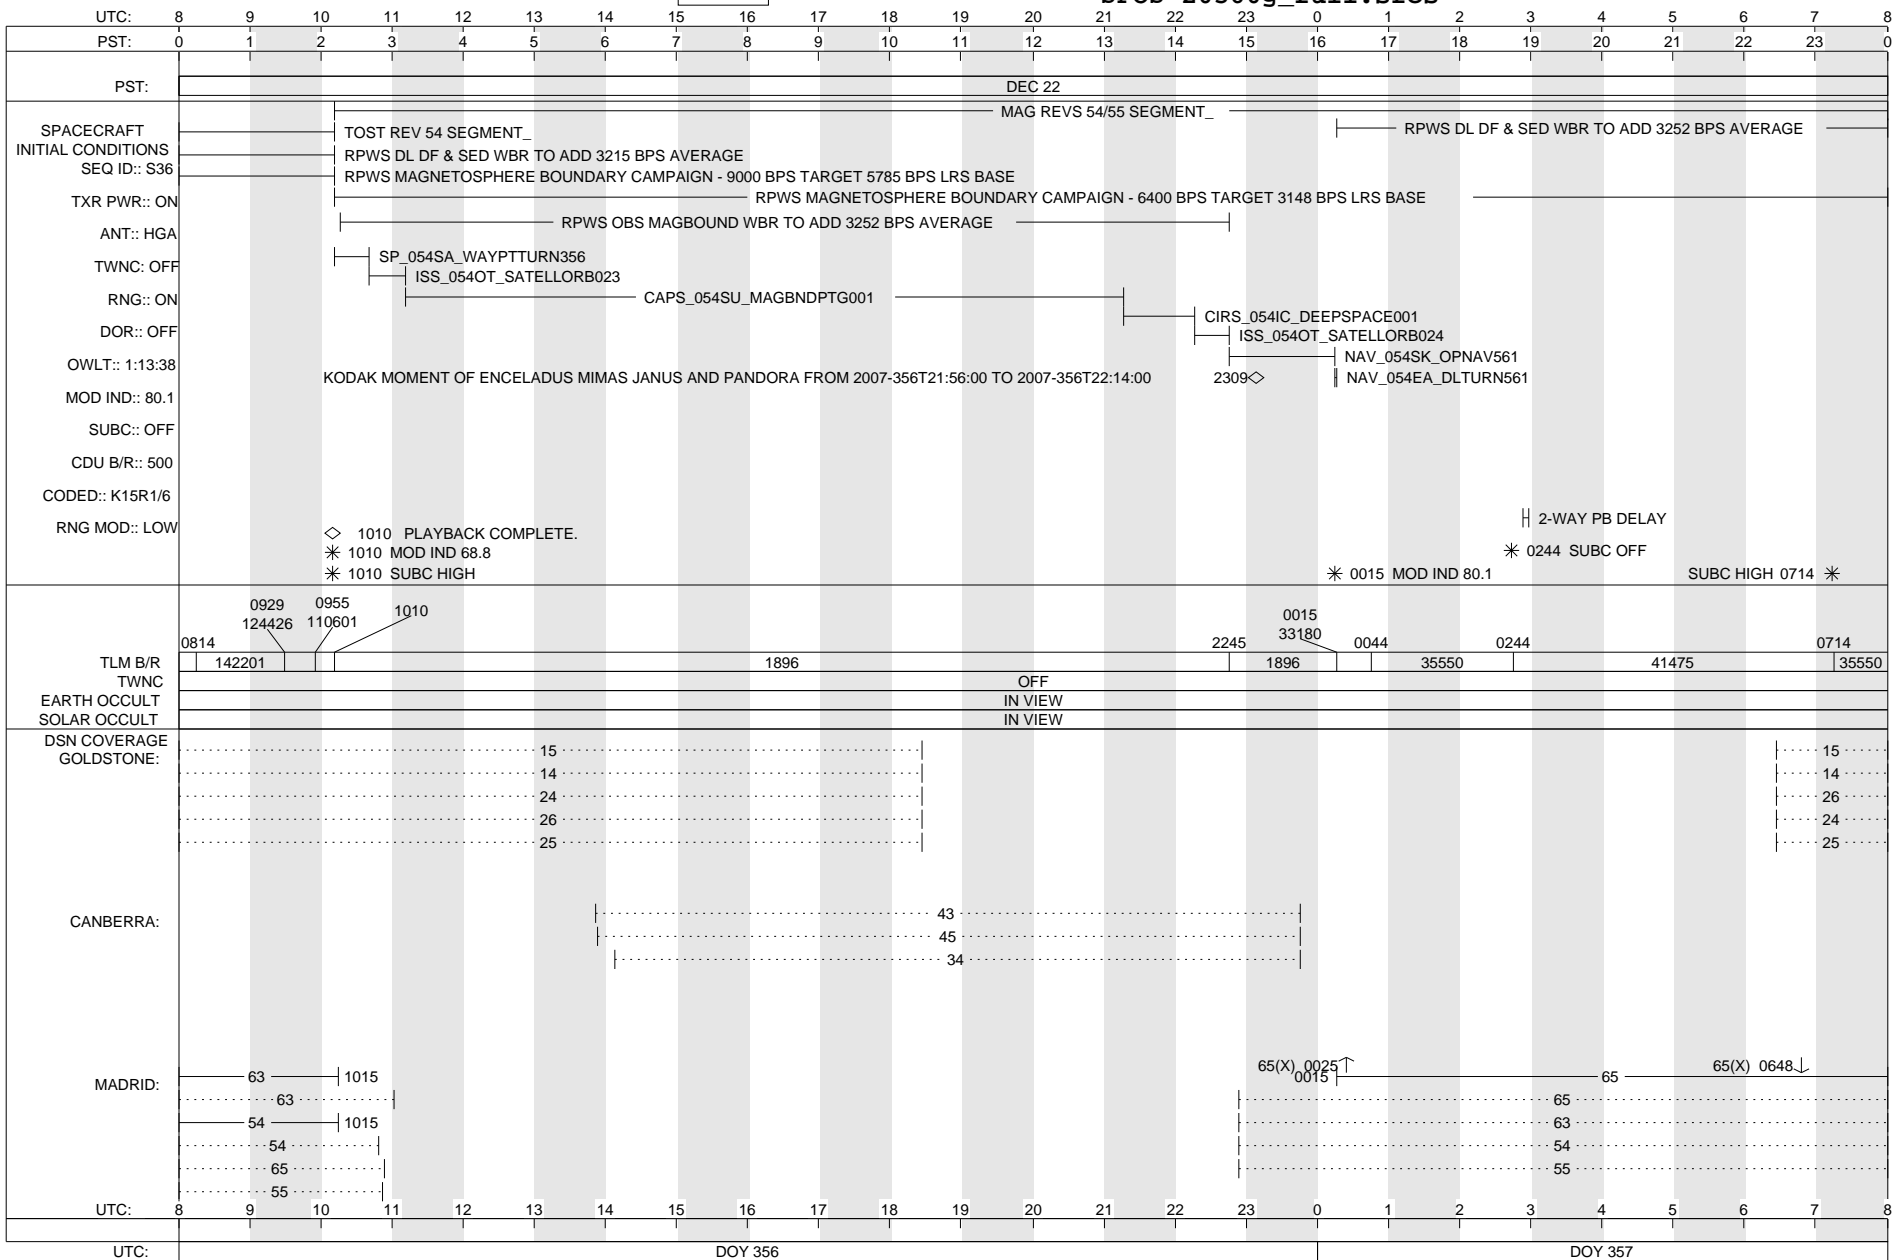 UTC: 8 9 10 11 12 13 14 15 16 17 18 19 20 21 22 23 0 1 2 3 4 5 6 7 8
PST: 0 1 2 3 4 5 6 7 8 9 10 11 12 13 14 15 16 17 18 19 20 21 22 23 0
PST: DEC 22
MAG REVS 54/55 SEGMENT_
SPACECRAFT
INITIAL CONDITIONS
SEQ ID:: S36
TXR PWR:: ON
ANT:: HGA
TWNC: OFF
RNG:: ON
DOR:: OFF
OWLT:: 1:13:38
MOD IND:: 80.1
SUBC:: OFF
CDU B/R:: 500
CODED:: K15R1/6
RNG MOD:: LOW
TOST REV 54 SEGMENT_
RPWS DL DF & SED WBR TO ADD 3252 BPS AVERAGE
RPWS DL DF & SED WBR TO ADD 3215 BPS AVERAGE
RPWS MAGNETOSPHERE BOUNDARY CAMPAIGN - 9000 BPS TARGET 5785 BPS LRS BASE
RPWS MAGNETOSPHERE BOUNDARY CAMPAIGN - 6400 BPS TARGET 3148 BPS LRS BASE
RPWS OBS MAGBOUND WBR TO ADD 3252 BPS AVERAGE
SP_054SA_WAYPTTURN356
ISS_054OT_SATELLORB023
CAPS_054SU_MAGBNDPTG001
CIRS_054IC_DEEPSPACE001
ISS_054OT_SATELLORB024
NAV_054SK_OPNAV561
KODAK MOMENT OF ENCELADUS MIMAS JANUS AND PANDORA FROM 2007-356T21:56:00 TO 2007-356T22:14:00 2309 NAV_054EA_DLTURN561
2-WAY PB DELAY
1010 PLAYBACK COMPLETE.
1010 MOD IND 68.8
0244 SUBC OFF
1010 SUBC HIGH
0015 MOD IND 80.1
SUBC HIGH 0714
0929 0955 1010 0015
124426 110601 33180
0814 2245 0044 0244 0714
TLM B/R 142201 1896 1896 35550 41475 35550
TWNC OFF
EARTH OCCULT IN VIEW
SOLAR OCCULT IN VIEW
DSN COVERAGE
GOLDSTONE:
15 15
14 14
24 26
26 24
25 25
CANBERRA:
43
45
34
65(X) 0025 65(X) 0648
MADRID:
63 1015 0015 65
63 65
54 1015 63
54 54
65 55
55
UTC: 8 9 10 11 12 13 14 15 16 17 18 19 20 21 22 23 0 1 2 3 4 5 6 7 8
UTC: DOY 356 DOY 357